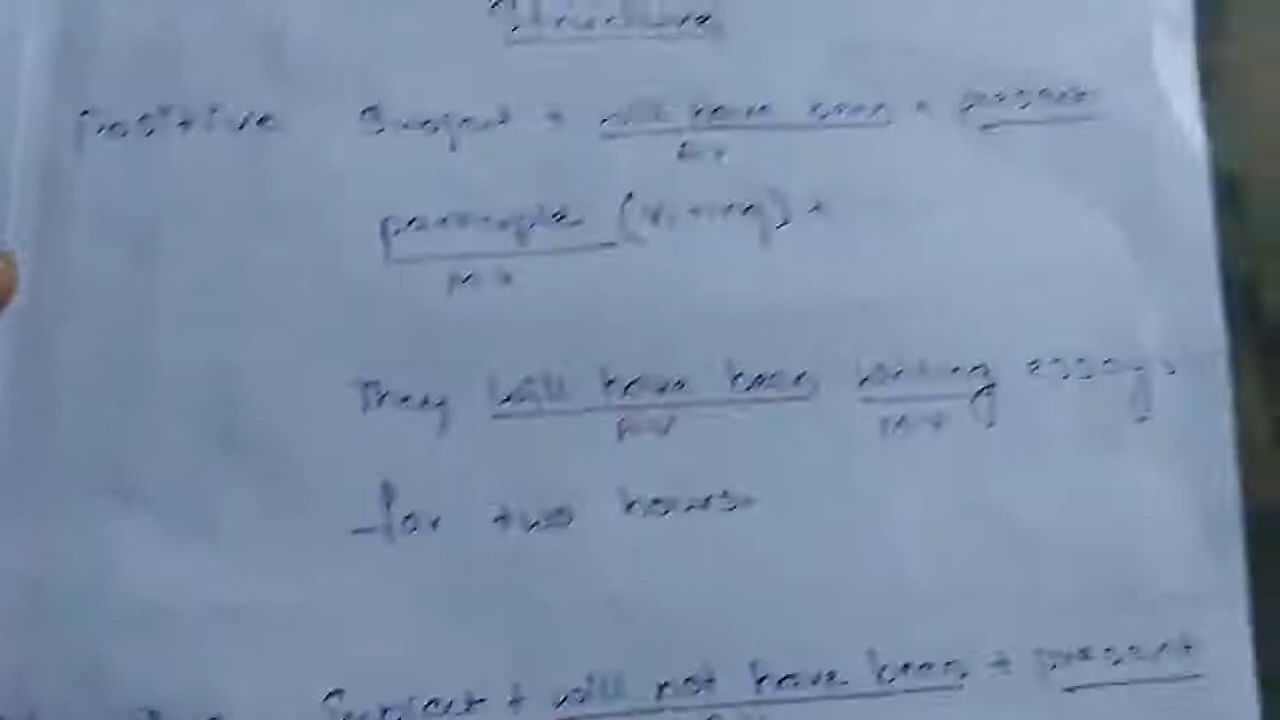 Structure
Positive Subject + will have been + present
H.V
participle (V1+ing) +
M.V
They will have been writing essays
H.V M.V
for two hours.
Subject + will not have been + present